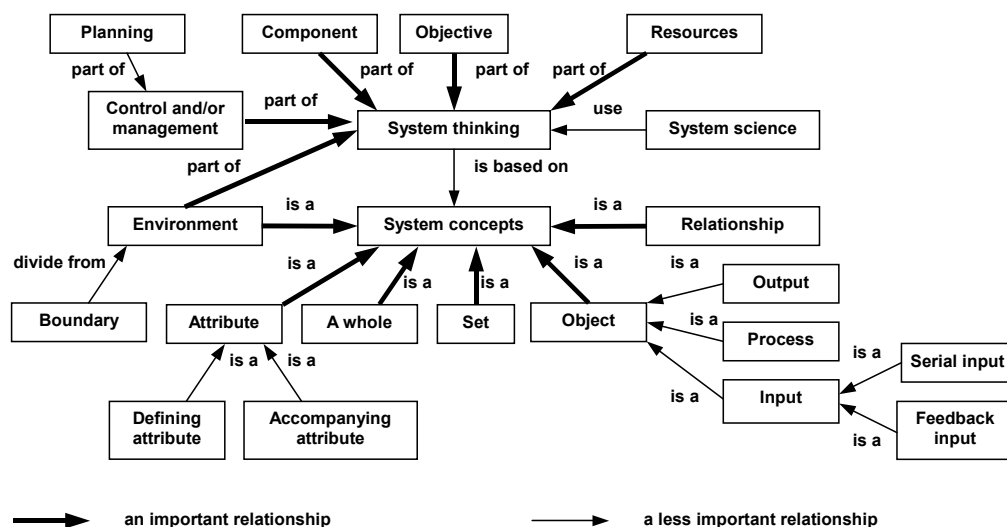 Planning
Component
Objective
Resources
part of
part of
part of
part of
Control and/or
management
part of
System thinking
use
System science
part of
is based on
Environment
is a
System concepts
is a
Relationship
divide from
is a
is a
is a
is a
is a
Output
Boundary
Attribute
A whole
Set
Object
is a
Process
is a
is a
is a
Serial input
is a
Input
Defining
attribute
Accompanying
attribute
Feedback
input
is a
an important relationship
a less important relationship